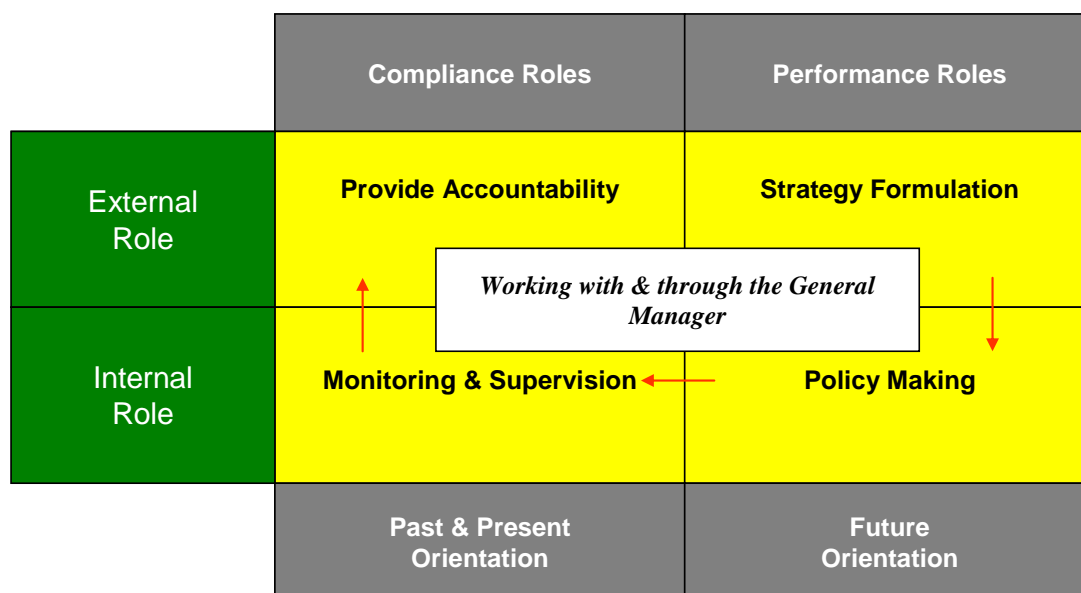 Compliance Roles
Performance Roles
External
Role
Provide Accountability
Strategy Formulation
Working with & through the General
Manager
Internal
Role
Monitoring & Supervision
Policy Making
Past & Present
Orientation
Future
Orientation